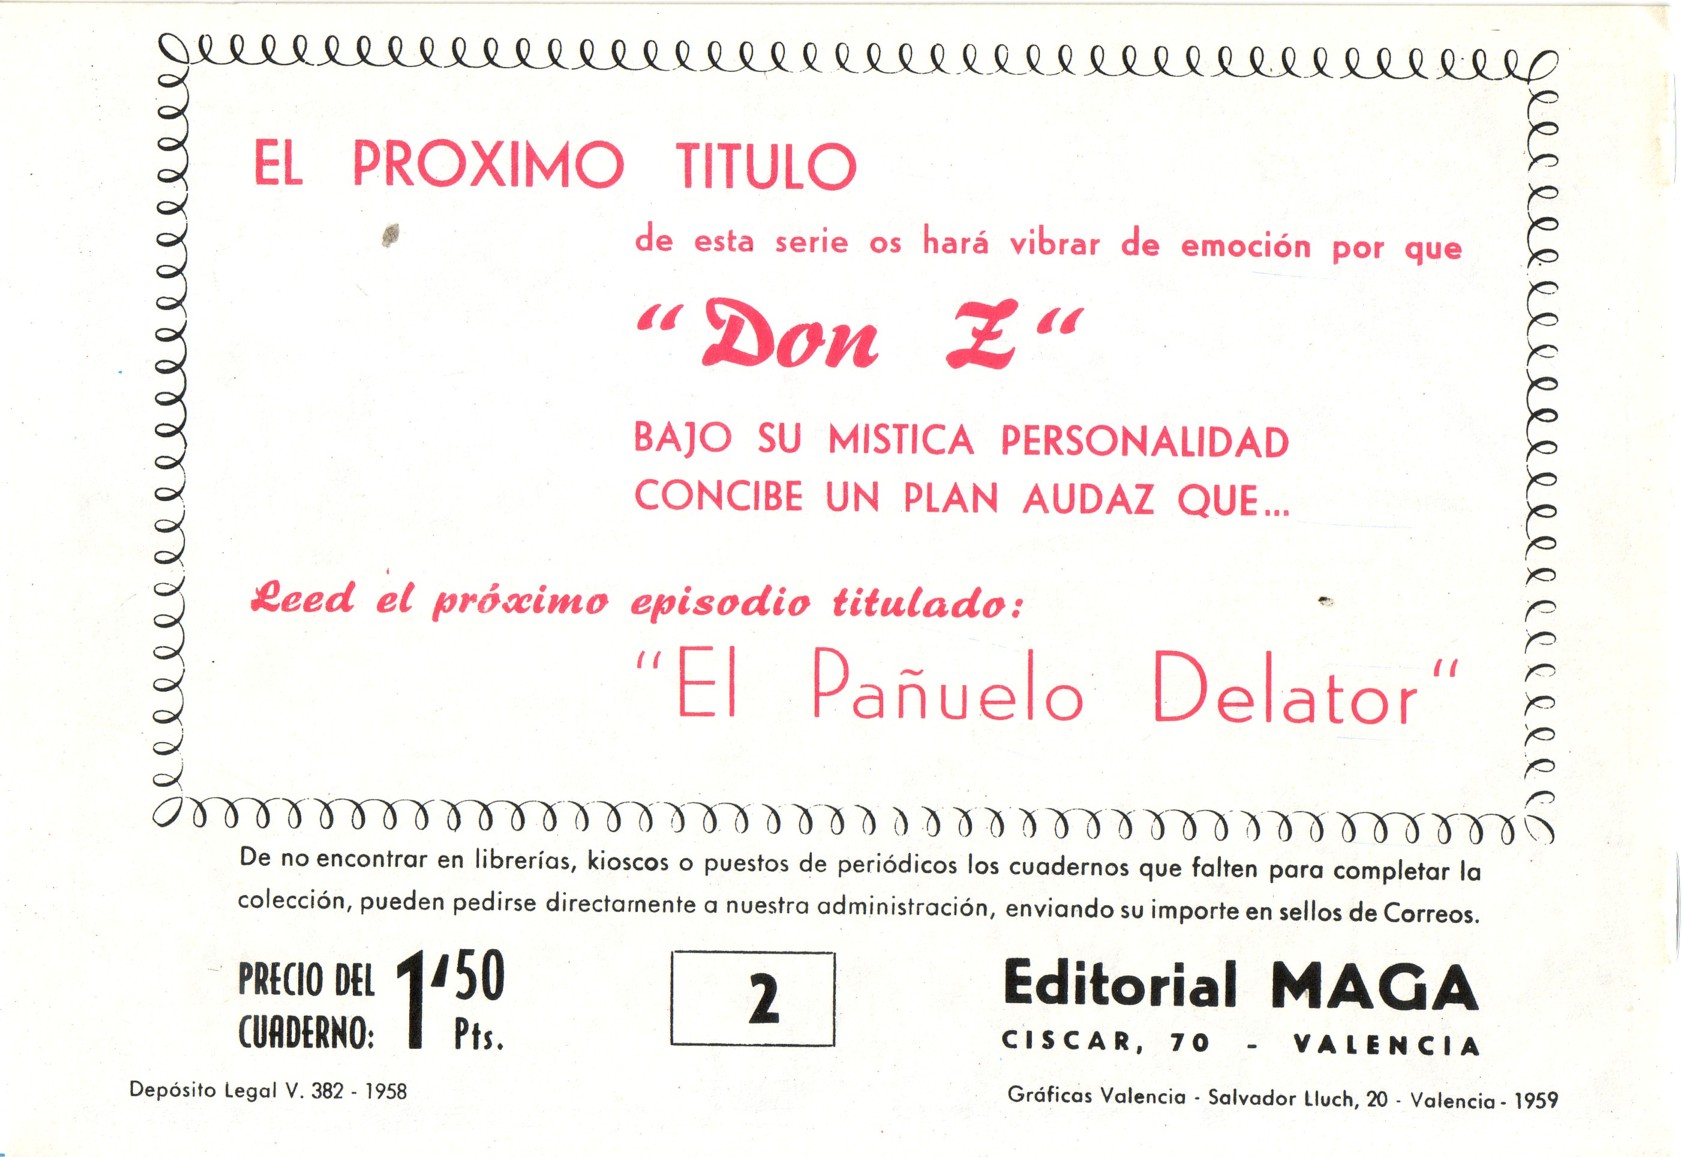 EL PROXIMO TITULO
de esta serie os hará vibrar de emoción por que
“Don Z“
BAJO SU MISTICA PERSONALIDAD
CONCIBE UN PLAN AUDAZ QUE...
Leed el próximo episodio titulado:
“El Pañuelo Delator“
De no encontrar en librerías, kioscos o puestos de periódicos los cuadernos que falten para completar la
colección, pueden pedirse directamente a nuestra administración, enviando su importe en sellos de Correos.
PRECIO DEL
CUADERNO:
1'50
Pts.
2
Editorial MAGA
CISCAR, 70 - VALENCIA
Depósito Legal V. 382 - 1958
Gráficas Valencia - Salvador Lluch, 20 - Valencia - 1959